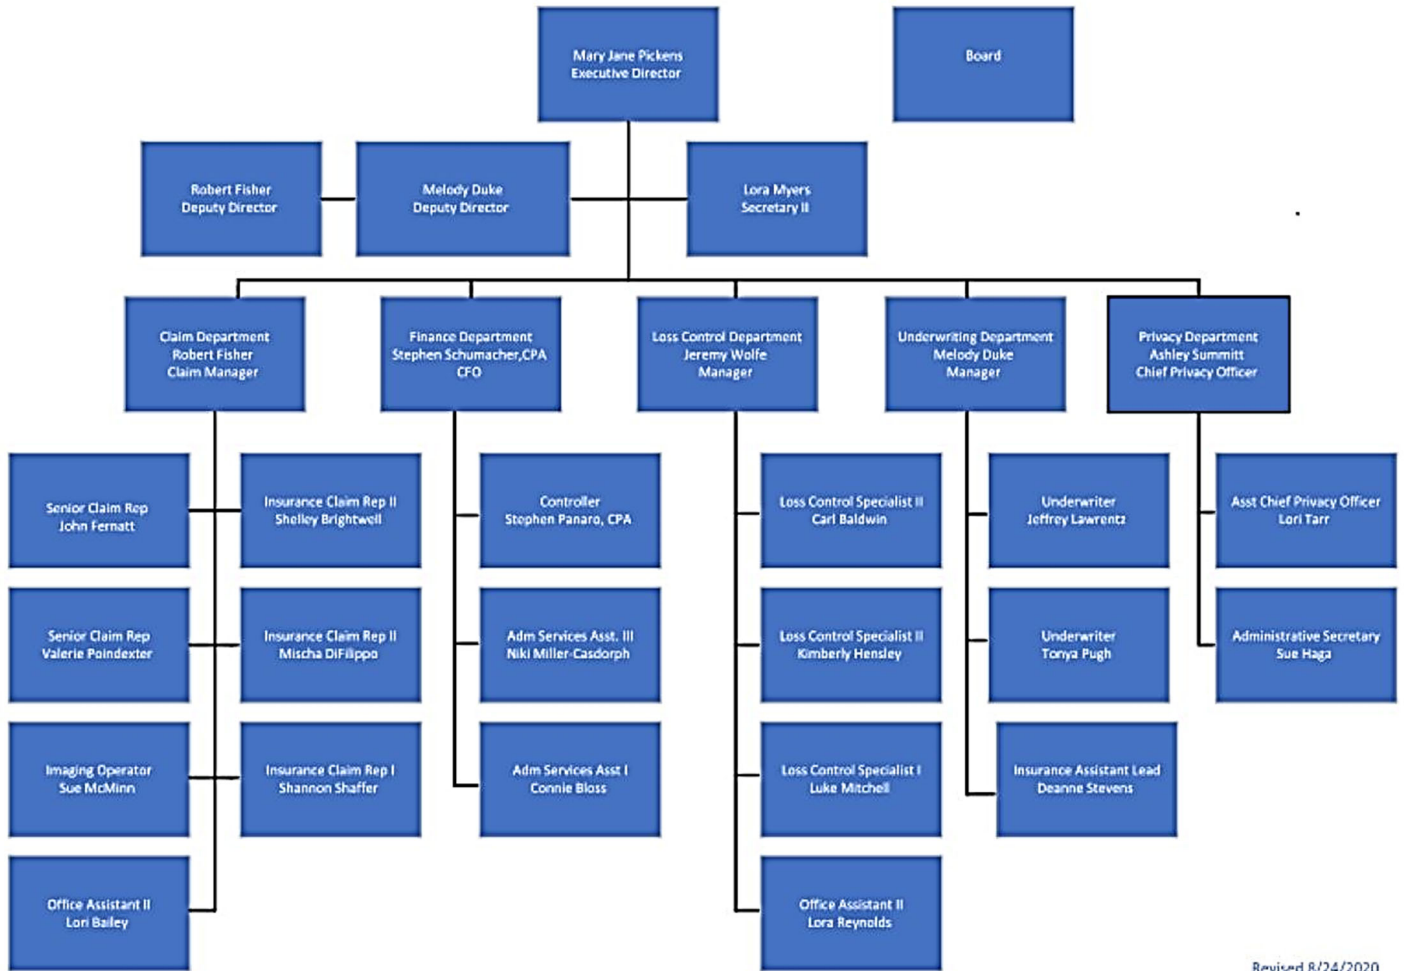 Mary Jane Pickens
Executive Director
Board
Robert Fisher
Deputy Director
Melody Duke
Deputy Director
Lora Myers
Secretary II
Claim Department
Robert Fisher
Claim Manager
Finance Department
Stephen Schumacher,CPA
CFO
Loss Control Department
Jeremy Wolfe
Manager
Underwriting Department
Melody Duke
Manager
Privacy Department
Ashley Summitt
Chief Privacy Officer
Senior Claim Rep
John Fernatt
Insurance Claim Rep II
Shelley Brightwell
Controller
Stephen Panaro, CPA
Loss Control Specialist II
Carl Baldwin
Underwriter
Jeffrey Lawrentz
Asst Chief Privacy Officer
Lori Tarr
Senior Claim Rep
Valerie Poindexter
Insurance Claim Rep II
Mischa DiFilippo
Adm Services Asst. III
Niki Miller-Casdorph
Loss Control Specialist II
Kimberly Hensley
Underwriter
Tonya Pugh
Administrative Secretary
Sue Haga
Imaging Operator
Sue McMinn
Insurance Claim Rep I
Shannon Shaffer
Adm Services Asst I
Connie Bloss
Loss Control Specialist I
Luke Mitchell
Insurance Assistant Lead
Deanne Stevens
Office Assistant II
Lori Bailey
Office Assistant II
Lora Reynolds
Revised 8/24/2020